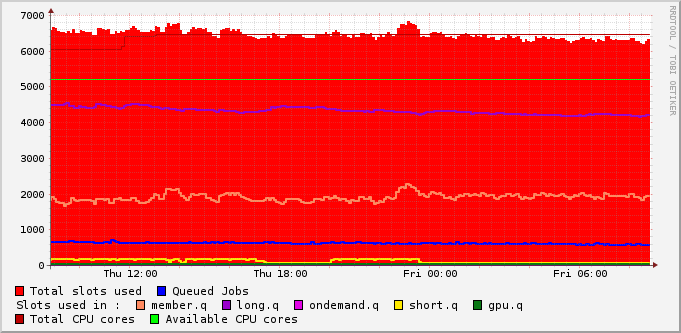 7000
6000
5000
4000
3000
2000
1000
0
Thu 12:00 Thu 18:00 Fri 00:00 Fri 06:00
RRDTOOL / TOBI OETIKER
Total slots used Queued Jobs
Slots used in : member.q long.q ondemand.q short.q gpu.q
Total CPU cores Available CPU cores